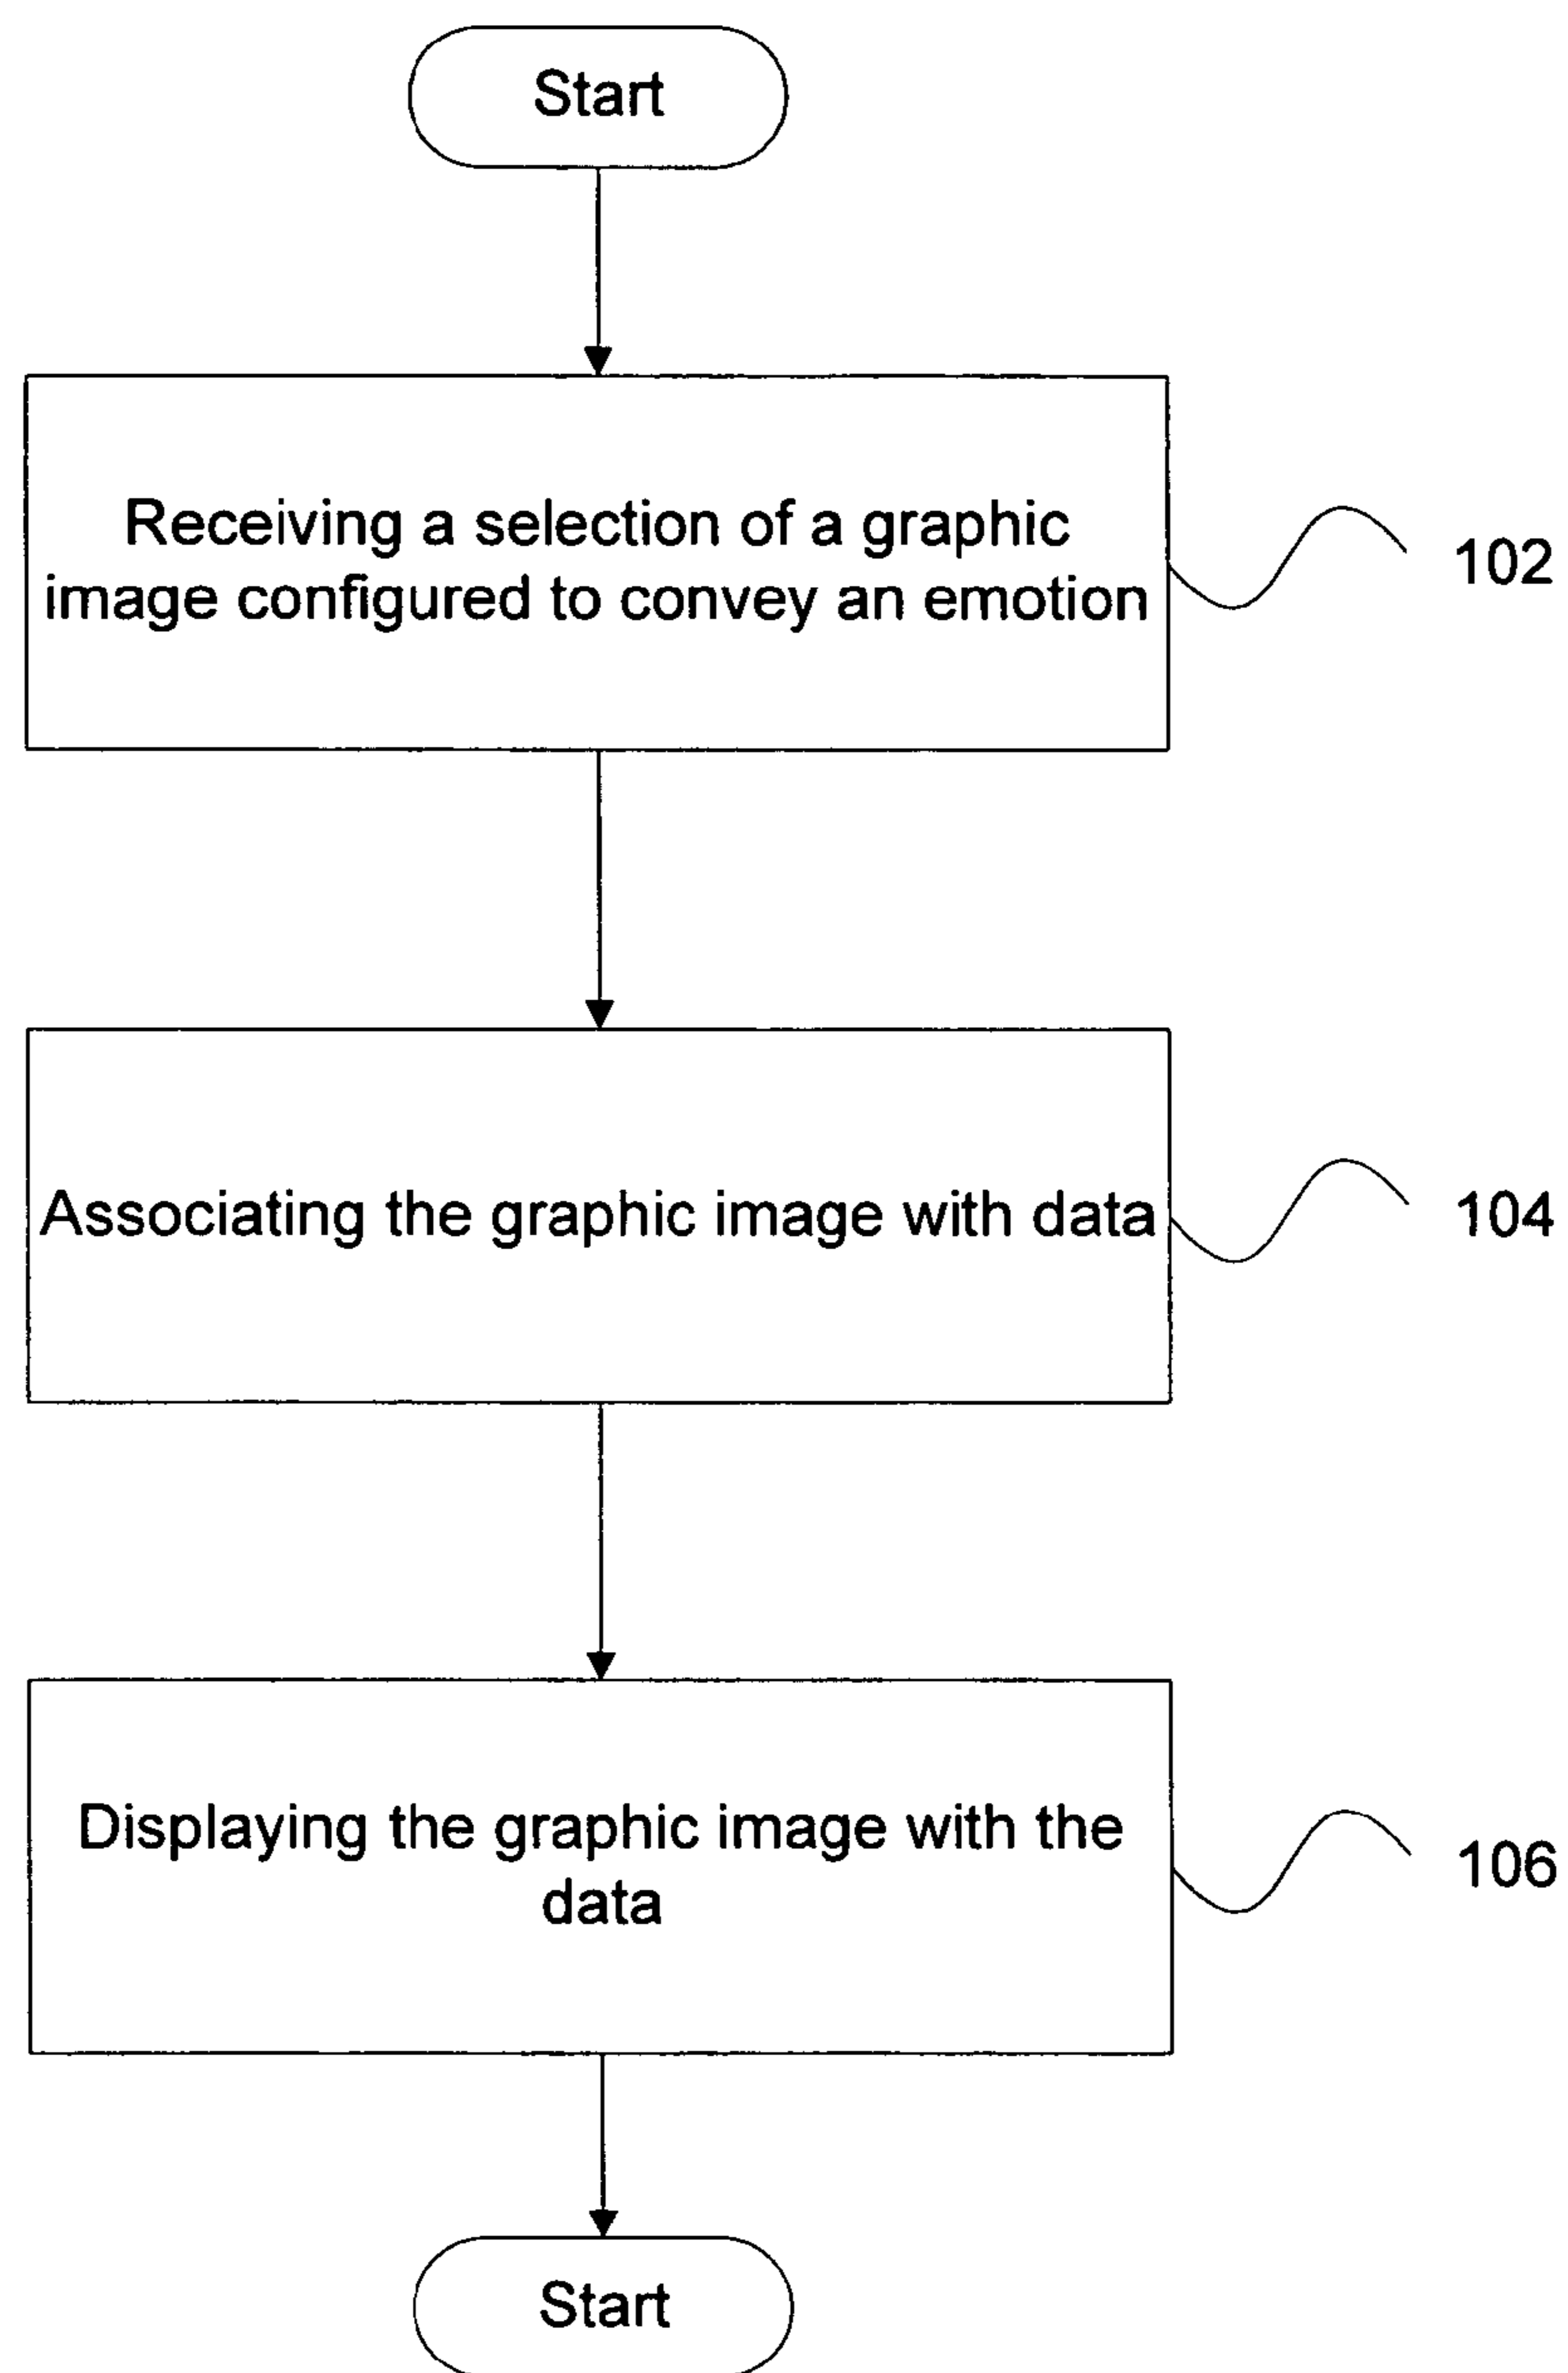 Start
Receiving a selection of a graphic
image configured to convey an emotion
102
Associating the graphic image with data
104
Displaying the graphic image with the
data
106
Start